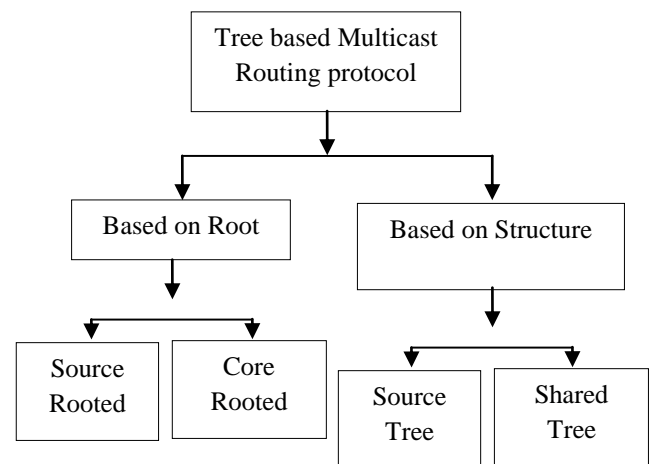 Tree based Multicast
Routing protocol
Based on Root
Based on Structure
Source
Rooted
Core
Rooted
Source
Tree
Shared
Tree